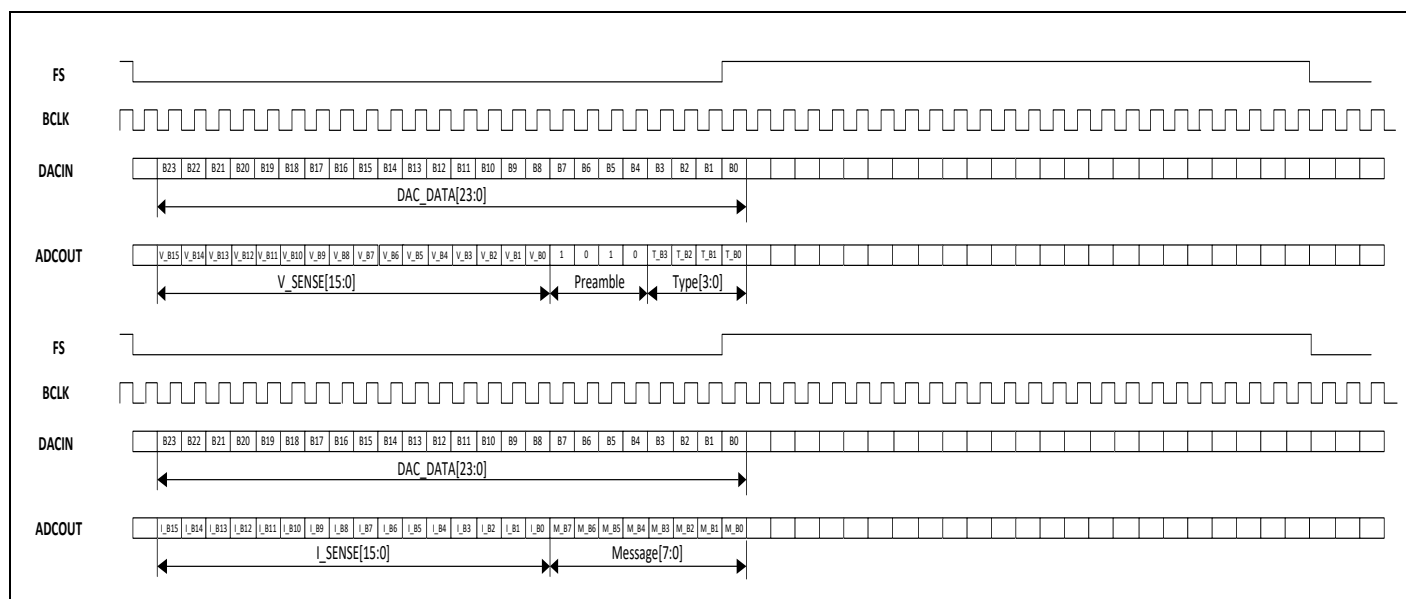 FS
BCLK
DACIN B23 B22 B21 B20 B19 B18 B17 B16 B15 B14 B13 B12 B11 B10 B9 B8 B7 B6 B5 B4 B3 B2 B1 B0
DAC_DATA[23:0]
ADCOUT V_B15 V_B14 V_B13 V_B12 V_B11 V_B10 V_B9 V_B8 V_B7 V_B6 V_B5 V_B4 V_B3 V_B2 V_B1 V_B0 1 0 1 0 T_B3 T_B2 T_B1 T_B0
V_SENSE[15:0] Preamble Type[3:0]
FS
BCLK
DACIN B23 B22 B21 B20 B19 B18 B17 B16 B15 B14 B13 B12 B11 B10 B9 B8 B7 B6 B5 B4 B3 B2 B1 B0
DAC_DATA[23:0]
ADCOUT I_B15 I_B14 I_B13 I_B12 I_B11 I_B10 I_B9 I_B8 I_B7 I_B6 I_B5 I_B4 I_B3 I_B2 I_B1 I_B0 M_B7 M_B6 M_B5 M_B4 M_B3 M_B2 M_B1 M_B0
I_SENSE[15:0] Message[7:0]